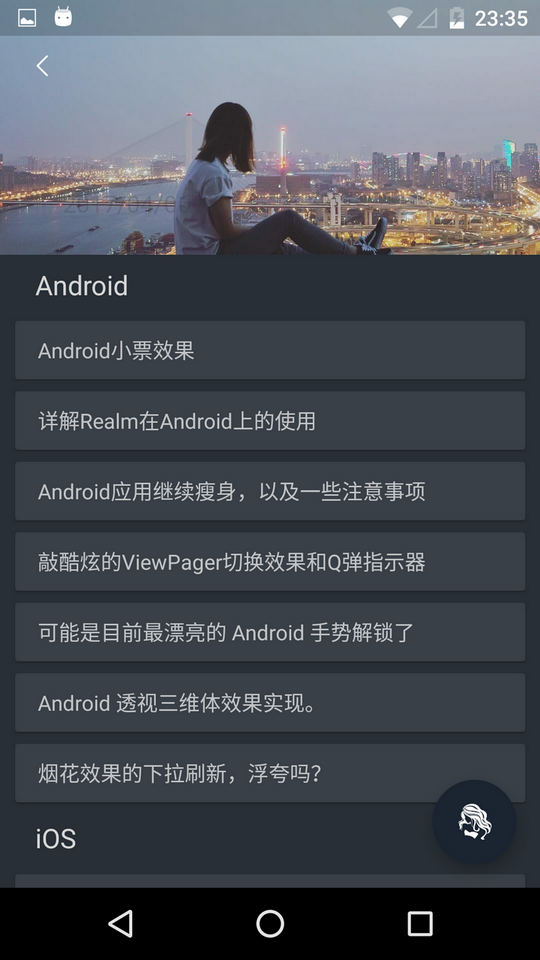 23:35
Android
Android小票效果
详解Realm在Android上的使用
Android应用继续瘦身，以及一些注意事项
敲酷炫的ViewPager切换效果和Q弹指示器
可能是目前最漂亮的 Android 手势解锁了
Android 透视三维体效果实现。
烟花效果的下拉刷新，浮夸吗？
iOS